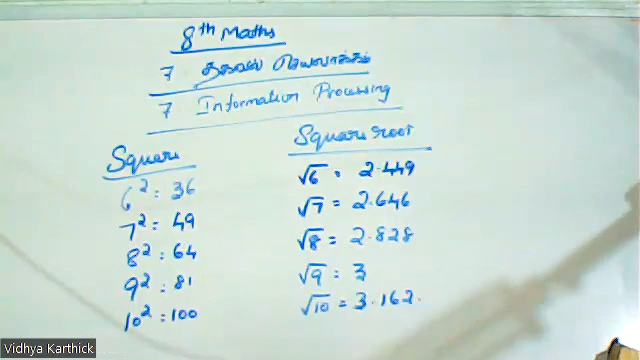 8th Maths
7 தகவல் செயலாக்கம்
7 Information Processing
Square
6² = 36
7² = 49
8² = 64
9² = 81
10² = 100
Square root
√6 = 2.449
√7 = 2.646
√8 = 2.828
√9 = 3
√10 = 3.162.
Vidhya Karthick